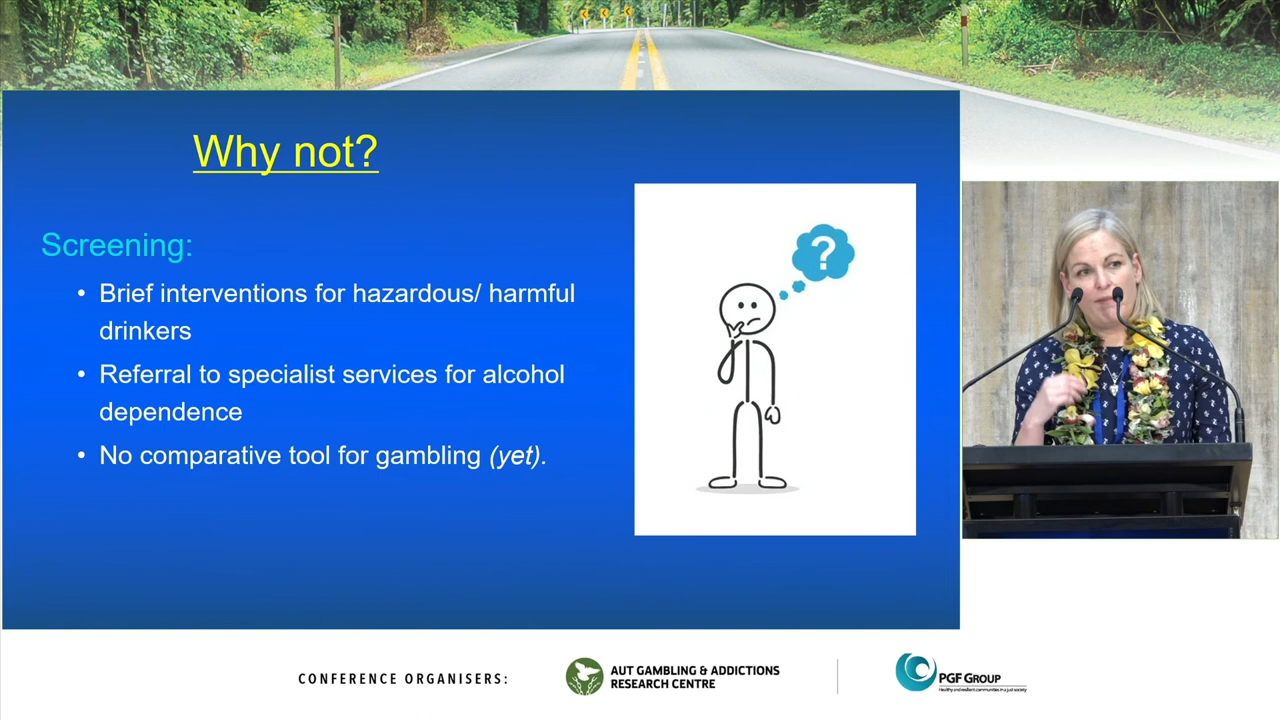 Why not?
Screening:
• Brief interventions for hazardous/ harmful
drinkers
• Referral to specialist services for alcohol
dependence
• No comparative tool for gambling (yet).
?
CONFERENCE ORGANISERS:
AUT GAMBLING & ADDICTIONS
RESEARCH CENTRE
PGF GROUP
Healthy and resilient communities in a just society